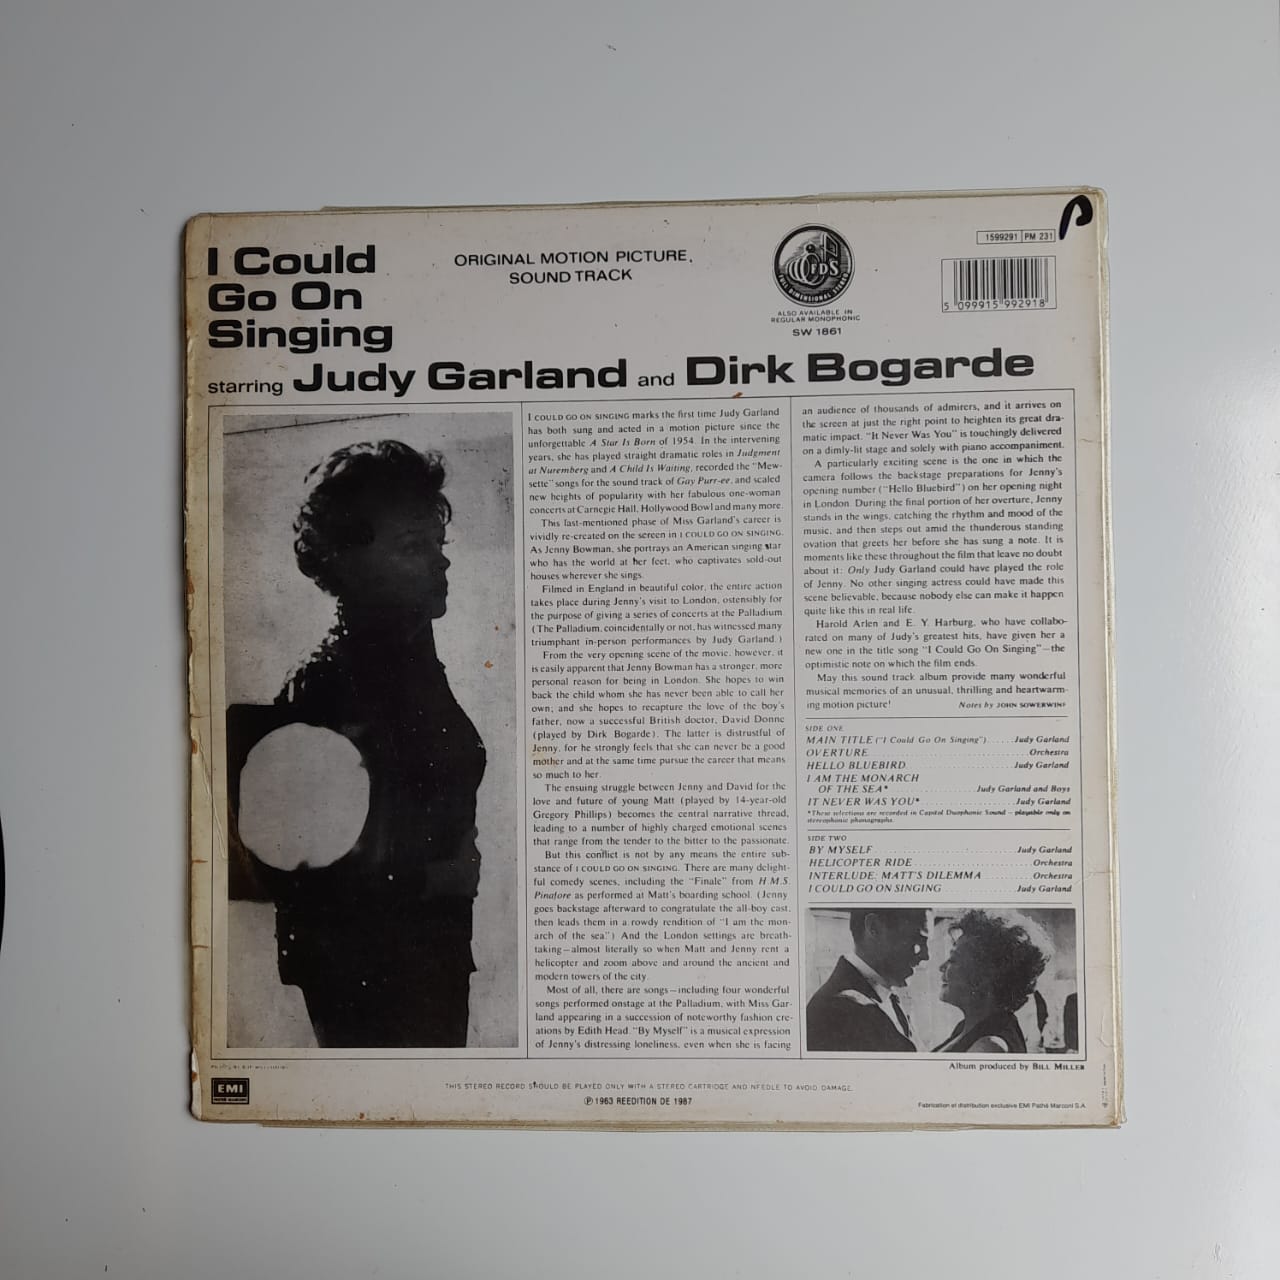 I Could
Go On
Singing
ORIGINAL MOTION PICTURE,
SOUND TRACK
FDS
FULL DIMENSIONAL STEREO
ALSO AVAILABLE IN
REGULAR MONOPHONIC
SW 1861
1599291 PM 231
5 099915 992918
starring Judy Garland and Dirk Bogarde
I COULD GO ON SINGING marks the first time Judy Garland
has both sung and acted in a motion picture since the
unforgettable A Star Is Born of 1954. In the intervening
years, she has played straight dramatic roles in Judgment
at Nuremberg and A Child Is Waiting, recorded the "Mew-
sette" songs for the sound track of Gay Purr-ee, and scaled
new heights of popularity with her fabulous one-woman
concerts at Carnegie Hall, Hollywood Bowl and many more.
This last-mentioned phase of Miss Garland's career is
vividly re-created on the screen in I COULD GO ON SINGING.
As Jenny Bowman, she portrays an American singing star
who has the world at her feet, who captivates sold-out
houses wherever she sings.
Filmed in England in beautiful color, the entire action
takes place during Jenny's visit to London, ostensibly for
the purpose of giving a series of concerts at the Palladium.
(The Palladium, coincidentally or not, has witnessed many
triumphant in-person performances by Judy Garland.)
From the very opening scene of the movie, however, it
is easily apparent that Jenny Bowman has a stronger, more
personal reason for being in London. She hopes to win
back the child whom she has never been able to call her
own; and she hopes to recapture the love of the boy's
father, now a successful British doctor, David Donne
(played by Dirk Bogarde). The latter is distrustful of
Jenny, for he strongly feels that she can never be a good
mother and at the same time pursue the career that means
so much to her.
The ensuing struggle between Jenny and David for the
love and future of young Matt (played by 14-year-old
Gregory Phillips) becomes the central narrative thread,
leading to a number of highly charged emotional scenes
that range from the tender to the bitter to the passionate.
But this conflict is not by any means the entire sub-
stance of I COULD GO ON SINGING. There are many delight-
ful comedy scenes, including the "Finale" from H.M.S.
Pinafore as performed at Matt's boarding school. (Jenny
goes backstage afterward to congratulate the all-boy cast,
then leads them in a rowdy rendition of "I am the mon-
arch of the sea") And the London settings are breath-
taking—almost literally so when Matt and Jenny rent a
helicopter and zoom above and around the ancient and
modern towers of the city.
Most of all, there are songs—including four wonderful
songs performed onstage at the Palladium, with Miss Gar-
land appearing in a succession of noteworthy fashion cre-
ations by Edith Head. "By Myself" is a musical expression
of Jenny's distressing loneliness, even when she is facing
an audience of thousands of admirers, and it arrives on
the screen at just the right point to heighten its great dra-
matic impact. "It Never Was You" is touchingly delivered
on a dimly-lit stage and solely with piano accompaniment.
A particularly exciting scene is the one in which the
camera follows the backstage preparations for Jenny's
opening number ("Hello Bluebird") on her opening night
in London. During the final portion of her overture, Jenny
stands in the wings, catching the rhythm and mood of the
music, and then steps out amid the thunderous standing
ovation that greets her before she has sung a note. It is
moments like these throughout the film that leave no doubt
about it: Only Judy Garland could have played the role
of Jenny. No other singing actress could have made this
scene believable, because nobody else can make it happen
quite like this in real life.
Harold Arlen and E. Y. Harburg, who have collabo-
rated on many of Judy's greatest hits, have given her a
new one in the title song "I Could Go On Singing"—the
optimistic note on which the film ends.
May this sound track album provide many wonderful
musical memories of an unusual, thrilling and heartwarm-
ing motion picture! Notes by JOHN SOWERWINE
SIDE ONE
MAIN TITLE ("I Could Go On Singing")......Judy Garland
OVERTURE......Orchestra
HELLO BLUEBIRD......Judy Garland
I AM THE MONARCH
OF THE SEA*......Judy Garland and Boys
IT NEVER WAS YOU*......Judy Garland
*These selections are recorded in Capitol Duophonic Sound — playable only on
stereophonic phonographs.
SIDE TWO
BY MYSELF......Judy Garland
HELICOPTER RIDE......Orchestra
INTERLUDE: MATT'S DILEMMA......Orchestra
I COULD GO ON SINGING......Judy Garland
Album produced by BILL MILLER
EMI
THIS STEREO RECORD SHOULD BE PLAYED ONLY WITH A STEREO CARTRIDGE AND NEEDLE TO AVOID DAMAGE.
Ⓟ 1963 REEDITION DE 1987
Fabrication et distribution exclusive EMI Pathé Marconi S.A.